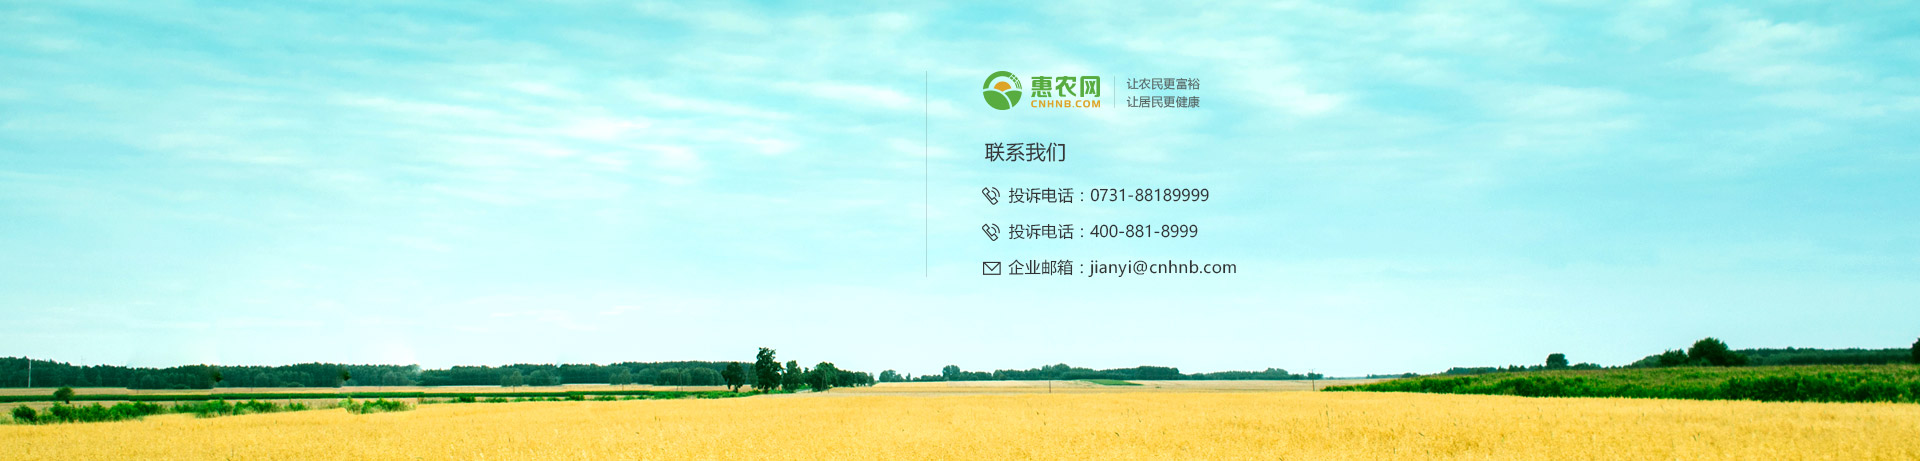 惠农网
CNHNB.COM
让农民更富裕
让居民更健康
联系我们
投诉电话：0731-88189999
投诉电话：400-881-8999
企业邮箱：jianyi@cnhnb.com